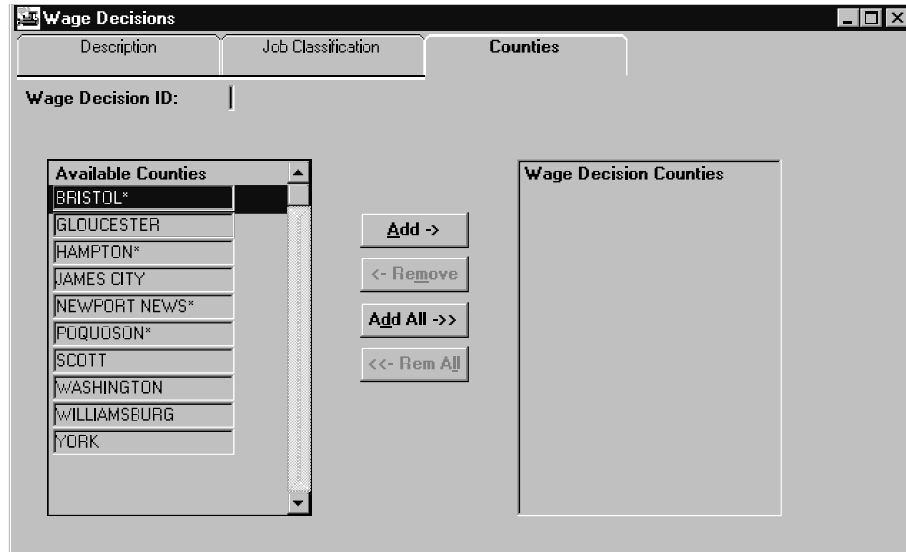 Wage Decisions
Description Job Classification Counties
Wage Decision ID:
Available Counties
BRISTOL*
GLOUCESTER
HAMPTON*
JAMES CITY
NEWPORT NEWS*
POQUOSON*
SCOTT
WASHINGTON
WILLIAMSBURG
YORK
Add ->
<- Remove
Add All ->>
<<- Rem All
Wage Decision Counties